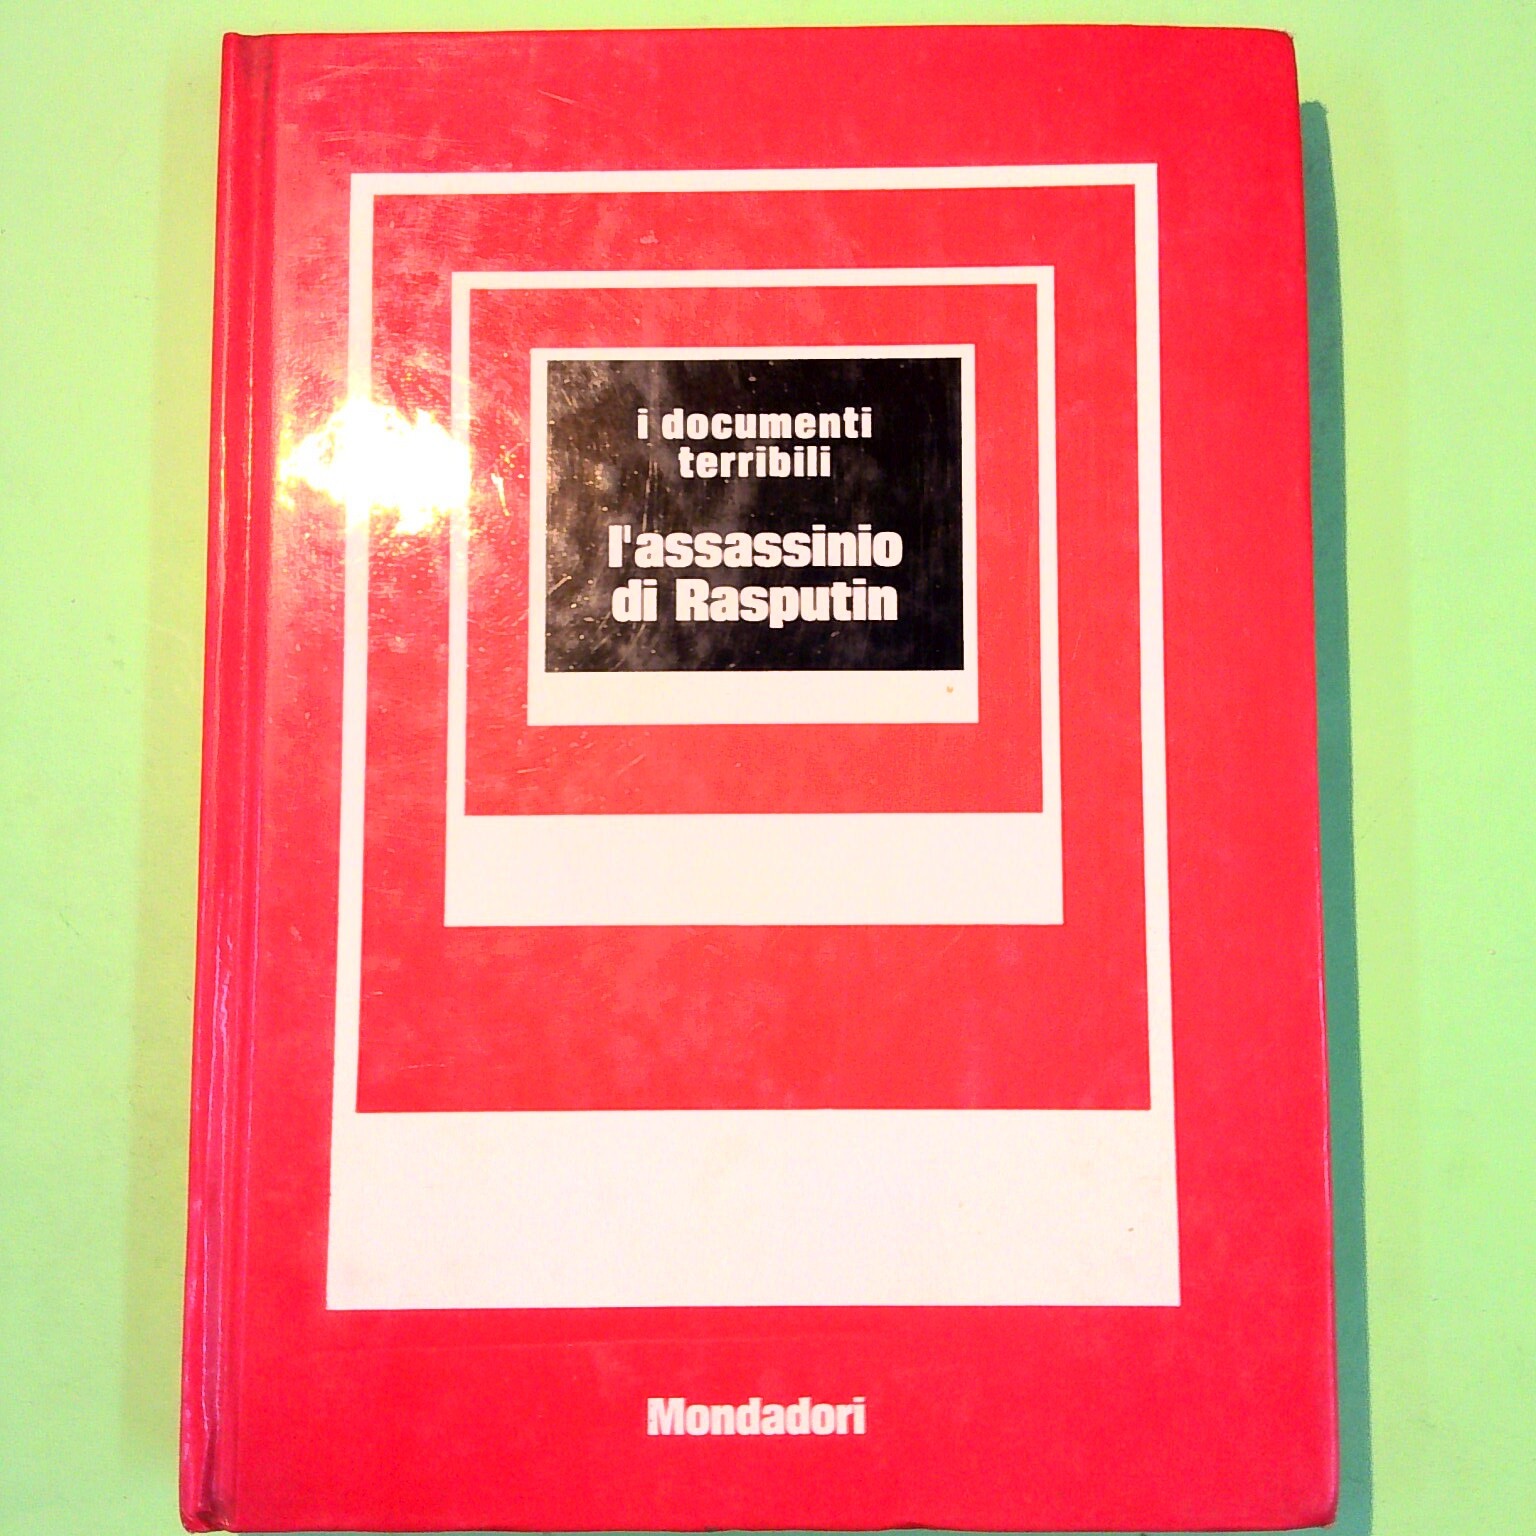 i documenti
terribili
l'assassinio
di Rasputin
Mondadori